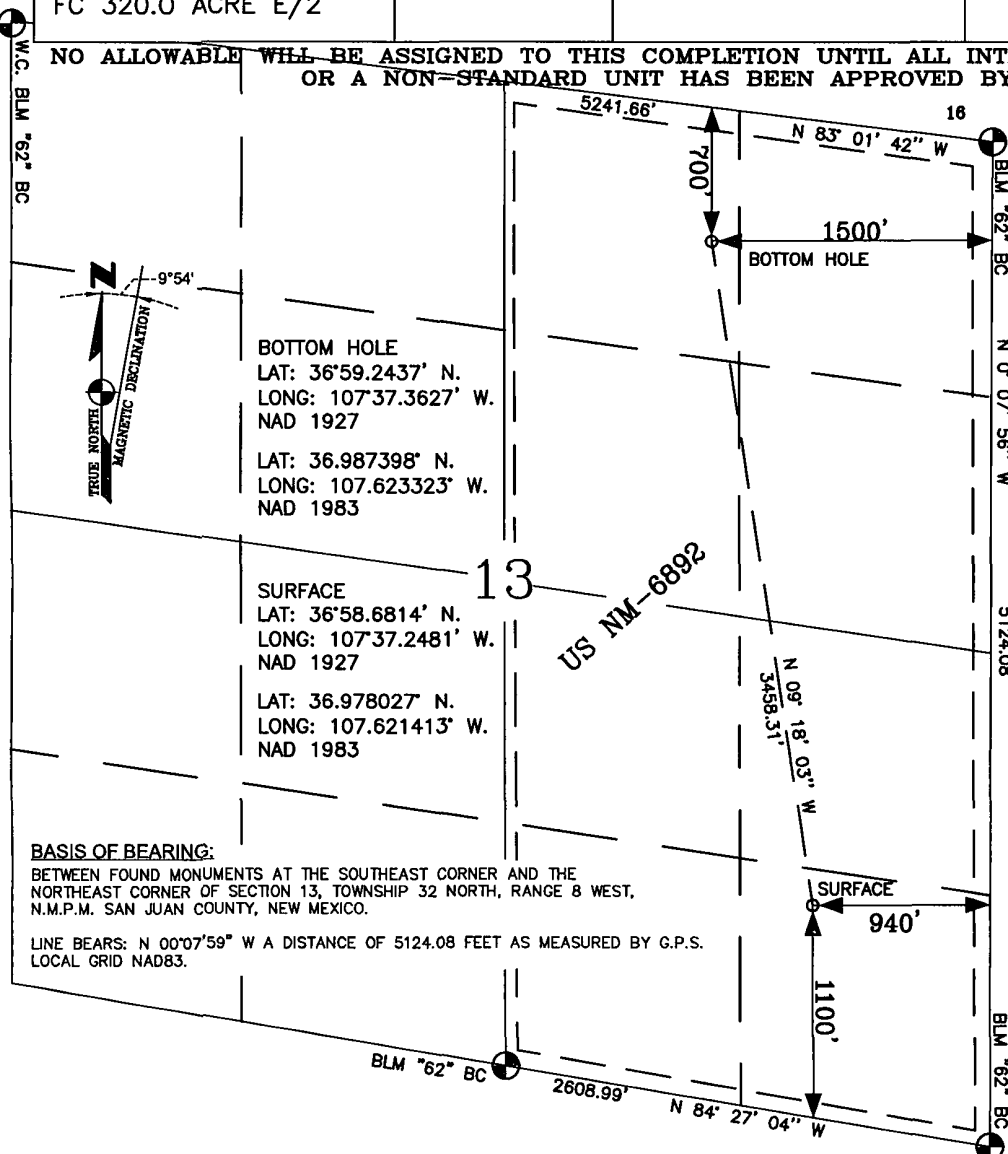 FC 320.0 ACRE E/2
NO ALLOWABLE WILL BE ASSIGNED TO THIS COMPLETION UNTIL ALL INT
OR A NON-STANDARD UNIT HAS BEEN APPROVED BY
W.C. BLM "62" BC
5241.66'
N 83° 01' 42" W
16
BLM "62" BC
700'
1500'
BOTTOM HOLE
N
9°54'
TRUE NORTH
MAGNETIC DECLINATION
BOTTOM HOLE
LAT: 36°59.2437' N.
LONG: 107°37.3627' W.
NAD 1927
LAT: 36.987398° N.
LONG: 107.623323° W.
NAD 1983
N 0° 07' 56" W
5124.08'
13
US NM-6892
SURFACE
LAT: 36°58.6814' N.
LONG: 107°37.2481' W.
NAD 1927
LAT: 36.978027° N.
LONG: 107.621413° W.
NAD 1983
N 09° 18' 03" W
3458.31'
BASIS OF BEARING:
BETWEEN FOUND MONUMENTS AT THE SOUTHEAST CORNER AND THE
NORTHEAST CORNER OF SECTION 13, TOWNSHIP 32 NORTH, RANGE 8 WEST,
N.M.P.M. SAN JUAN COUNTY, NEW MEXICO.
LINE BEARS: N 00°07'59" W A DISTANCE OF 5124.08 FEET AS MEASURED BY G.P.S.
LOCAL GRID NAD83.
SURFACE
940'
1100'
BLM "62" BC
BLM "62" BC
2608.99'
N 84° 27' 04" W